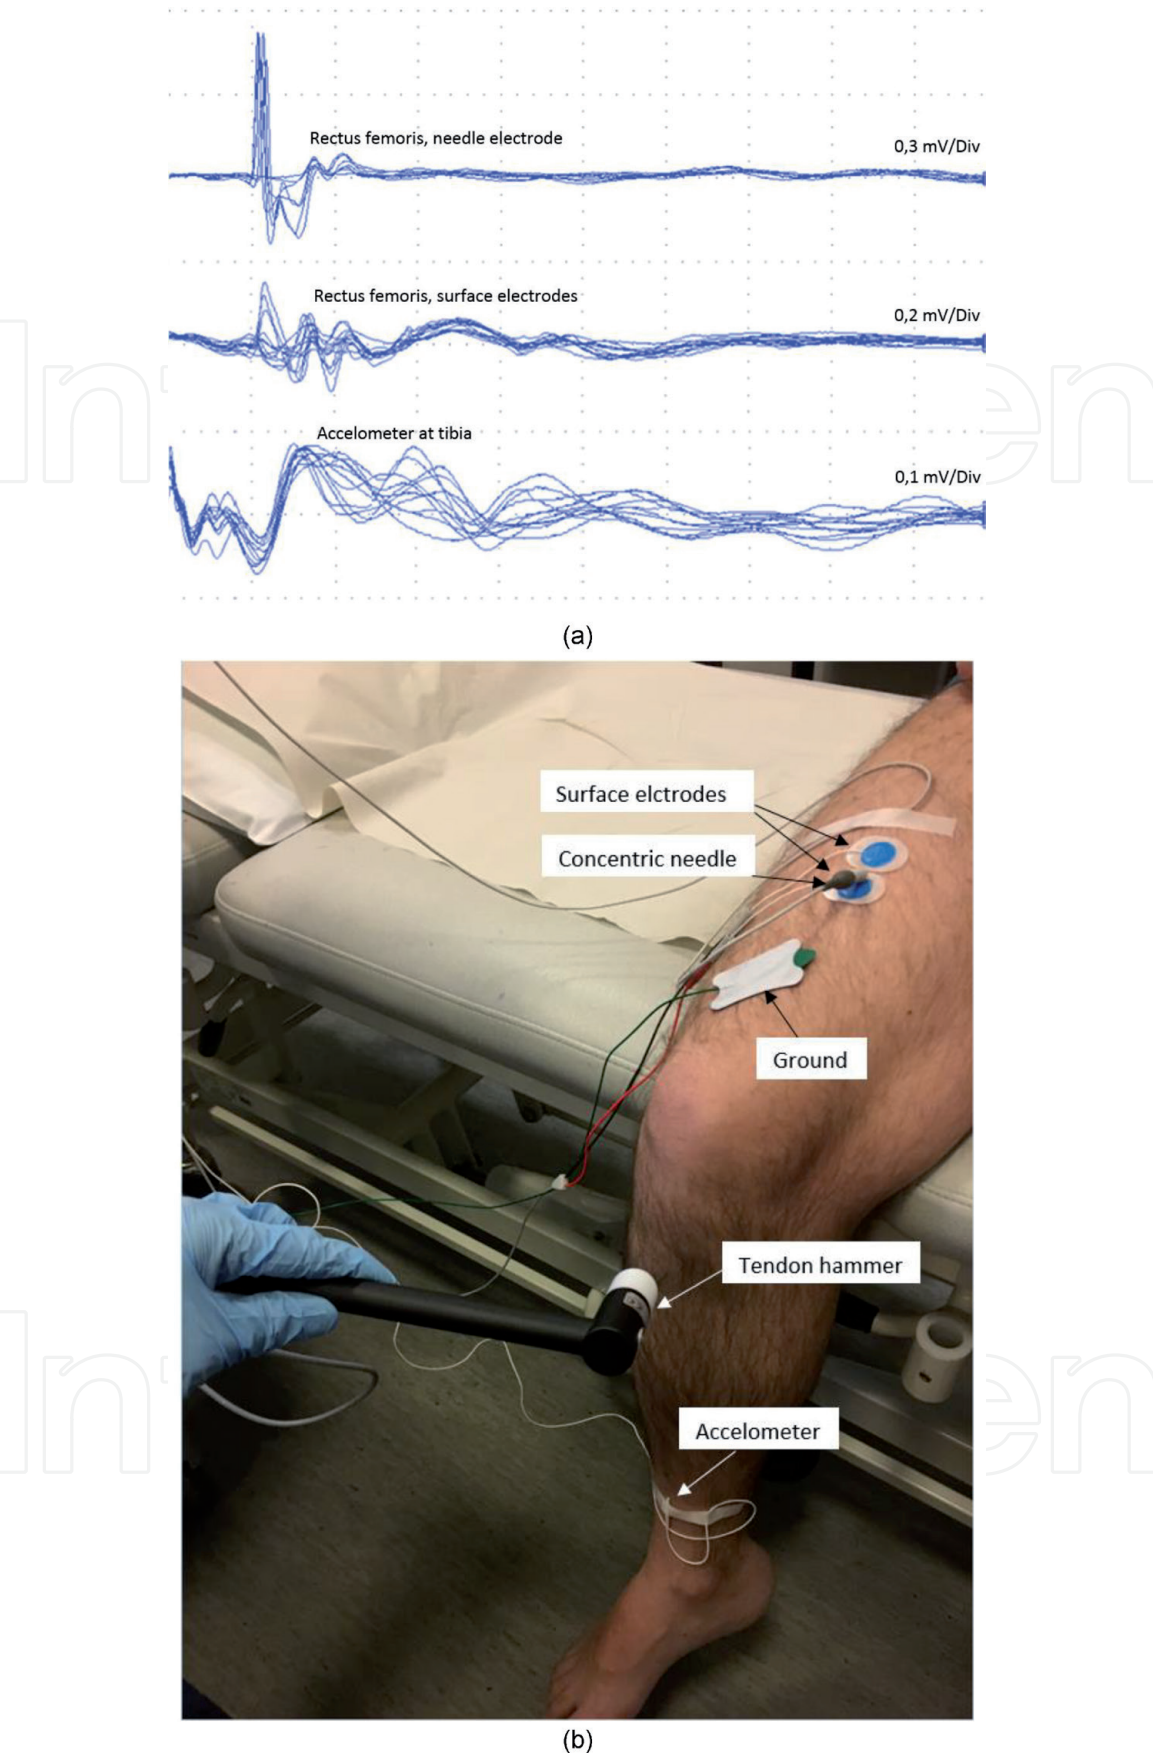 Rectus femoris, needle electrode
0,3 mV/Div
Rectus femoris, surface electrodes
0,2 mV/Div
Accelometer at tibia
0,1 mV/Div
(a)
Surface elctrodes
Concentric needle
Ground
Tendon hammer
Accelometer
(b)